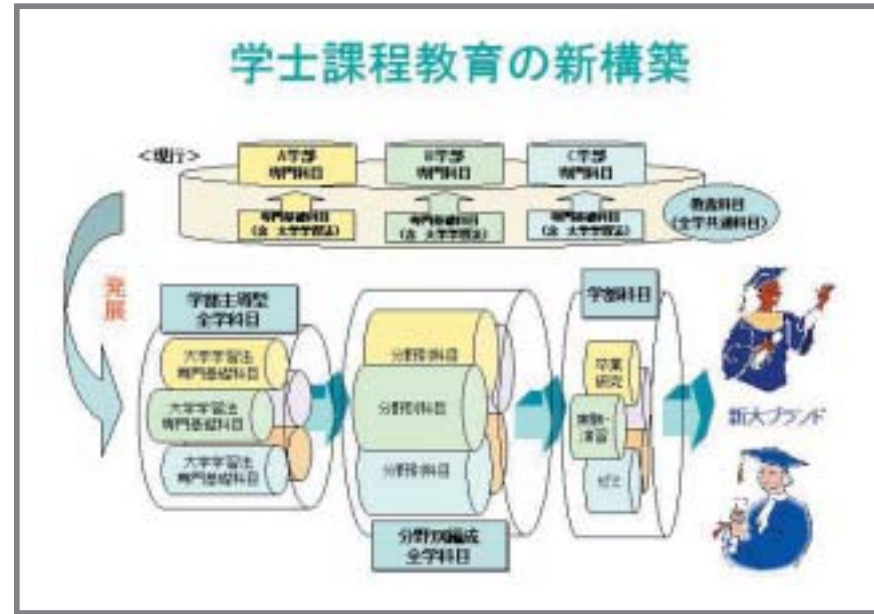 学士課程教育の新構築
<現行>
A学部
専門科目
B学部
専門科目
C学部
専門科目
専門基礎科目
(含 大学学習法)
専門基礎科目
(含 大学学習法)
専門基礎科目
(含 大学学習法)
教養科目
(全学共通科目)
発展
学部主導型
全学科目
大学学習法
専門基礎科目
大学学習法
専門基礎科目
大学学習法
専門基礎科目
分野別科目
分野別科目
分野別科目
分野別編成
全学科目
学部科目
卒業
研究
実験・
演習
ゼミ
新大ブランド